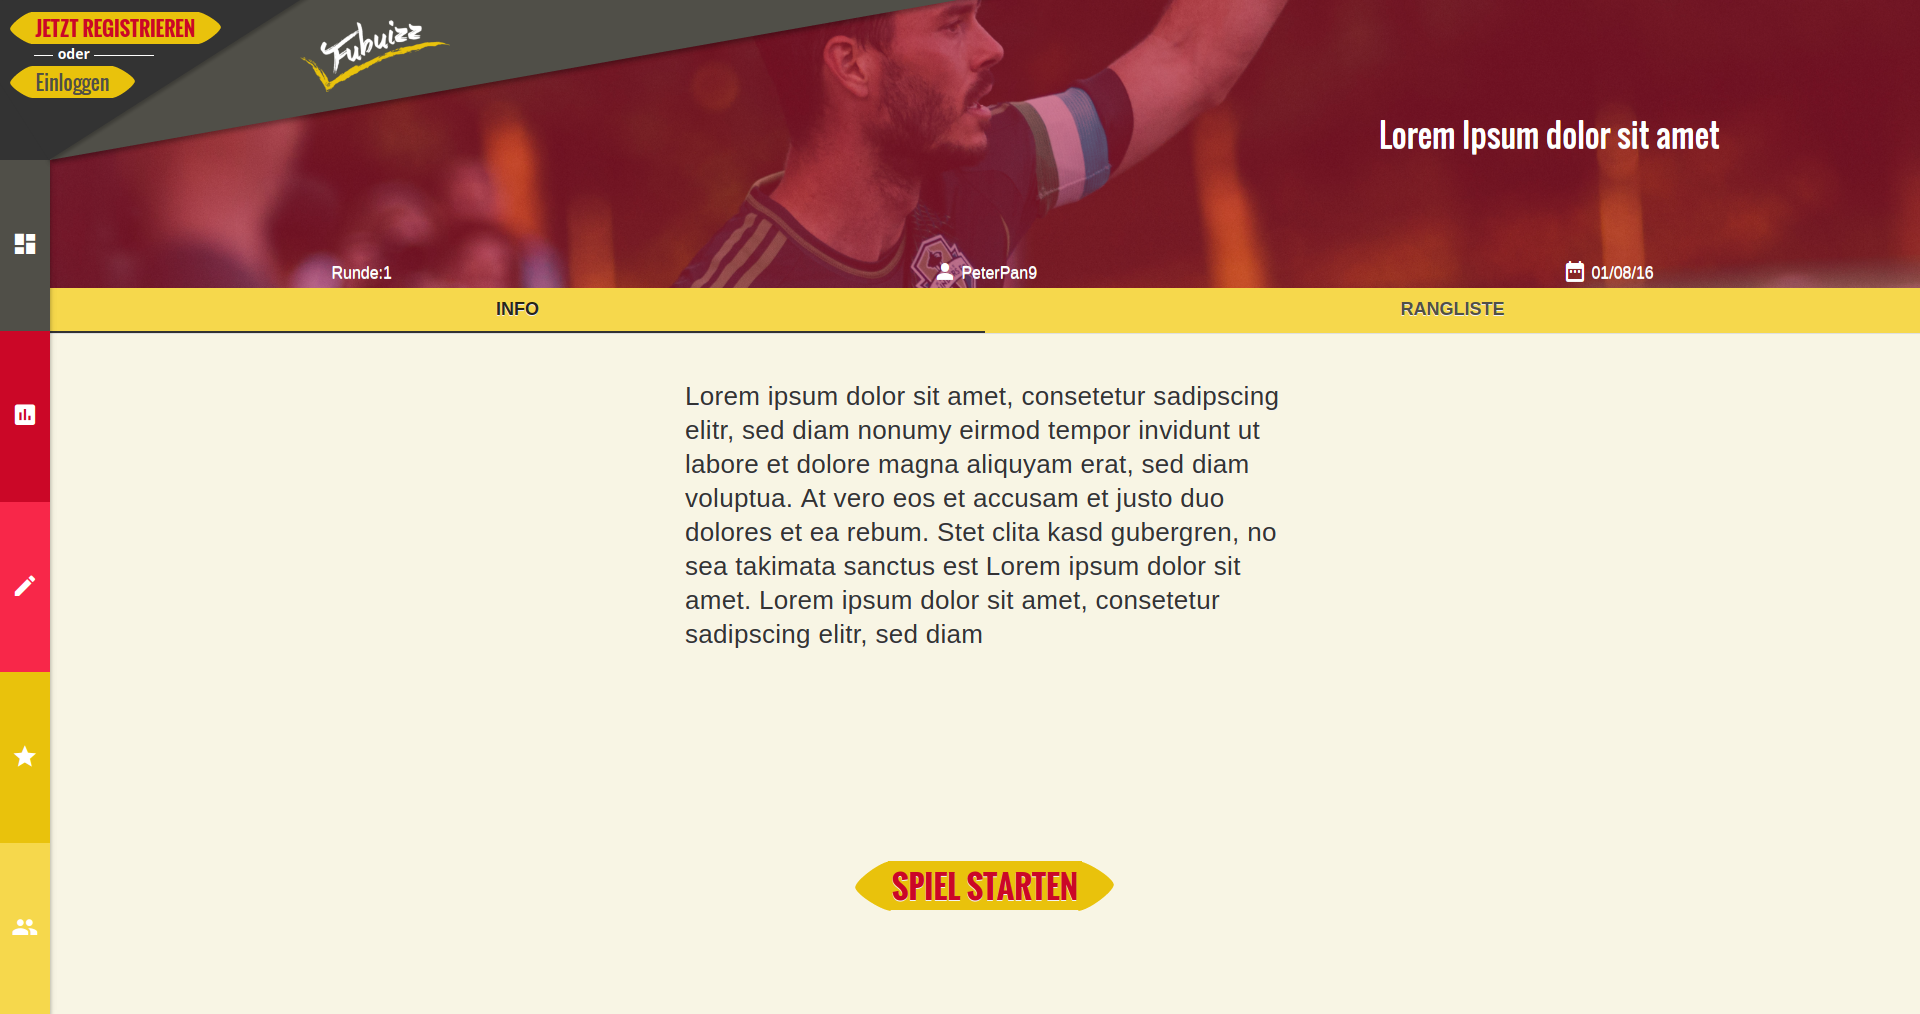 JETZT REGISTRIEREN
oder
Einloggen
Fubuizz
Lorem Ipsum dolor sit amet
Runde:1
PeterPan9
01/08/16
INFO
RANGLISTE
Lorem ipsum dolor sit amet, consetetur sadipscing
elitr, sed diam nonumy eirmod tempor invidunt ut
labore et dolore magna aliquyam erat, sed diam
voluptua. At vero eos et accusam et justo duo
dolores et ea rebum. Stet clita kasd gubergren, no
sea takimata sanctus est Lorem ipsum dolor sit
amet. Lorem ipsum dolor sit amet, consetetur
sadipscing elitr, sed diam
SPIEL STARTEN